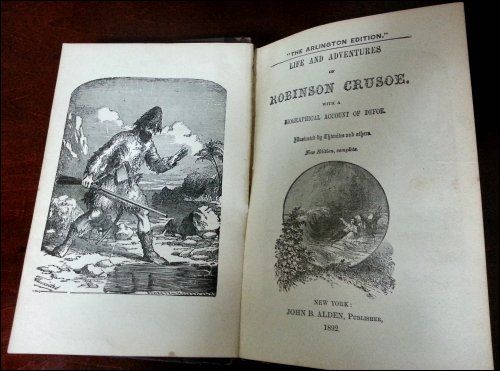 "THE ARLINGTON EDITION."
LIFE AND ADVENTURES
OF
ROBINSON CRUSOE.
WITH A
BIOGRAPHICAL ACCOUNT OF DEFOE.
Illustrated by Thwaites and others.
New Edition, complete.
NEW YORK:
JOHN B. ALDEN, PUBLISHER,
1892.